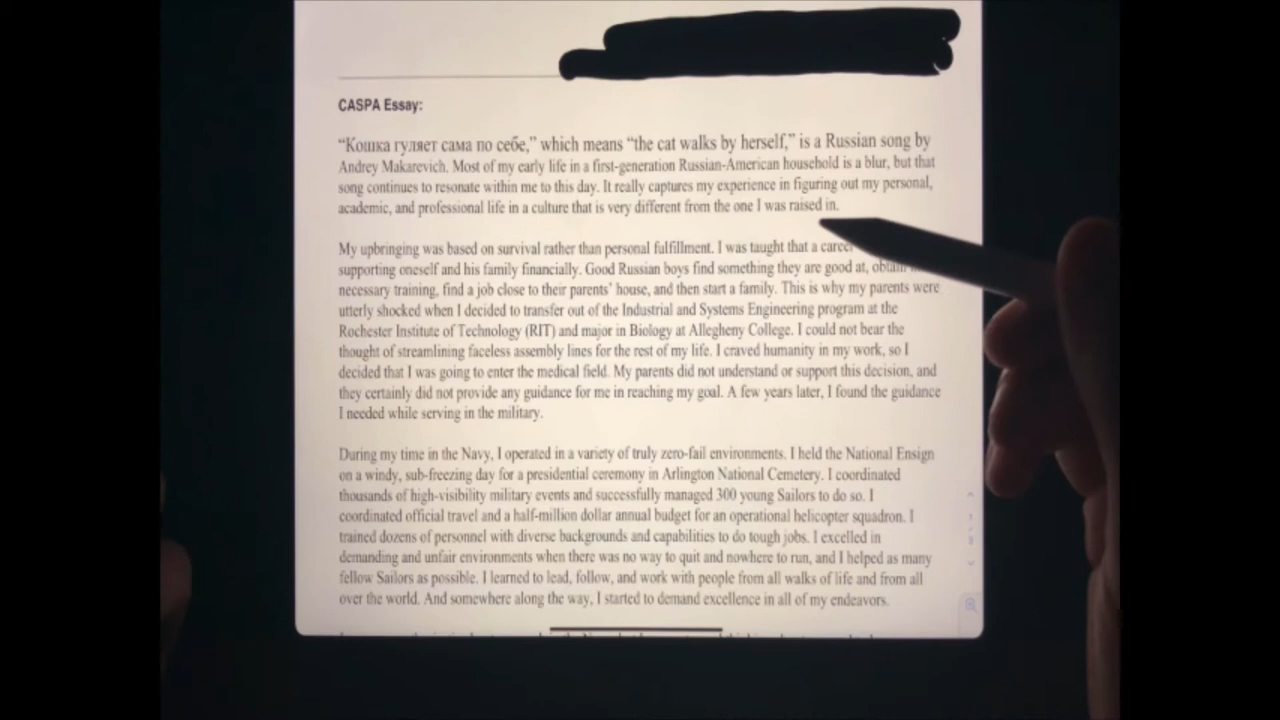 CASPA Essay:
“Кошка гуляет сама по себе,” which means “the cat walks by herself,” is a Russian song by
Andrey Makarevich. Most of my early life in a first-generation Russian-American household is a blur, but that
song continues to resonate within me to this day. It really captures my experience in figuring out my personal,
academic, and professional life in a culture that is very different from the one I was raised in.
My upbringing was based on survival rather than personal fulfillment. I was taught that a career
supporting oneself and his family financially. Good Russian boys find something they are good at, obtain
necessary training, find a job close to their parents’ house, and then start a family. This is why my parents were
utterly shocked when I decided to transfer out of the Industrial and Systems Engineering program at the
Rochester Institute of Technology (RIT) and major in Biology at Allegheny College. I could not bear the
thought of streamlining faceless assembly lines for the rest of my life. I craved humanity in my work, so I
decided that I was going to enter the medical field. My parents did not understand or support this decision, and
they certainly did not provide any guidance for me in reaching my goal. A few years later, I found the guidance
I needed while serving in the military.
During my time in the Navy, I operated in a variety of truly zero-fail environments. I held the National Ensign
on a windy, sub-freezing day for a presidential ceremony in Arlington National Cemetery. I coordinated
thousands of high-visibility military events and successfully managed 300 young Sailors to do so. I
coordinated official travel and a half-million dollar annual budget for an operational helicopter squadron. I
trained dozens of personnel with diverse backgrounds and capabilities to do tough jobs. I excelled in
demanding and unfair environments when there was no way to quit and nowhere to run, and I helped as many
fellow Sailors as possible. I learned to lead, follow, and work with people from all walks of life and from all
over the world. And somewhere along the way, I started to demand excellence in all of my endeavors.